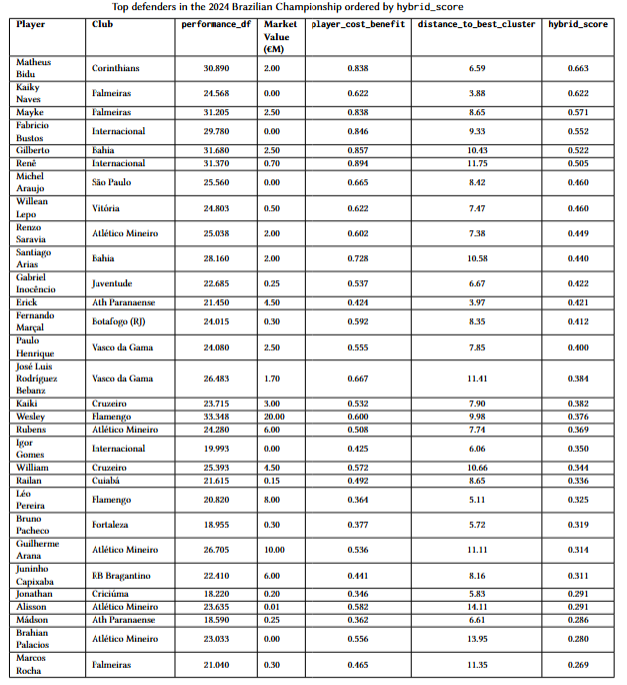 Top defenders in the 2024 Brazilian Championship ordered by hybrid_score
Player Club performance_df Market player_cost_benefit distance_to_best_cluster hybrid_score
Value
(€M)
Matheus
Bidu Corinthians 30.890 2.00 0.838 6.59 0.663
Kaiky
Naves Palmeiras 24.568 0.00 0.622 3.88 0.622
Mayke Palmeiras 31.205 2.50 0.838 8.65 0.571
Fabricio
Bustos Internacional 29.780 0.00 0.846 9.33 0.552
Gilberto Bahia 31.680 2.50 0.857 10.43 0.522
Renê Internacional 31.370 0.70 0.894 11.75 0.505
Michel
Araujo São Paulo 25.560 0.00 0.665 8.42 0.460
Willean
Lepo Vitória 24.803 0.50 0.622 7.47 0.460
Renzo
Saravia Atlético Mineiro 25.038 2.00 0.602 7.38 0.449
Santiago
Arias Bahia 28.160 2.00 0.728 10.58 0.440
Gabriel
Inocêncio Juventude 22.685 0.25 0.537 6.67 0.422
Erick Ath Paranaense 21.450 4.50 0.424 3.97 0.421
Fernando
Marçal Botafogo (RJ) 24.015 0.30 0.592 8.35 0.412
Paulo
Henrique Vasco da Gama 24.080 2.50 0.555 7.85 0.400
José Luis
Rodríguez
Bebanz Vasco da Gama 26.483 1.70 0.667 11.41 0.384
Kaiki Cruzeiro 23.715 3.00 0.532 7.90 0.382
Wesley Flamengo 33.348 20.00 0.600 9.98 0.376
Rubens Atlético Mineiro 24.280 6.00 0.508 7.74 0.369
Igor
Gomes Internacional 19.993 0.00 0.425 6.06 0.350
William Cruzeiro 25.393 4.50 0.572 10.66 0.344
Railan Cuiabá 21.615 0.15 0.492 8.65 0.336
Léo
Pereira Flamengo 20.820 8.00 0.364 5.11 0.325
Bruno
Pacheco Fortaleza 18.955 0.30 0.377 5.72 0.319
Guilherme
Arana Atlético Mineiro 26.705 10.00 0.536 11.11 0.314
Juninho
Capixaba RB Bragantino 22.410 6.00 0.441 8.16 0.311
Jonathan Criciúma 18.220 0.20 0.346 5.83 0.291
Alisson Atlético Mineiro 23.635 0.01 0.582 14.11 0.291
Mádson Ath Paranaense 18.590 0.25 0.362 6.61 0.286
Brahian
Palacios Atlético Mineiro 23.033 0.00 0.556 13.95 0.280
Marcos
Rocha Palmeiras 21.040 0.30 0.465 11.35 0.269